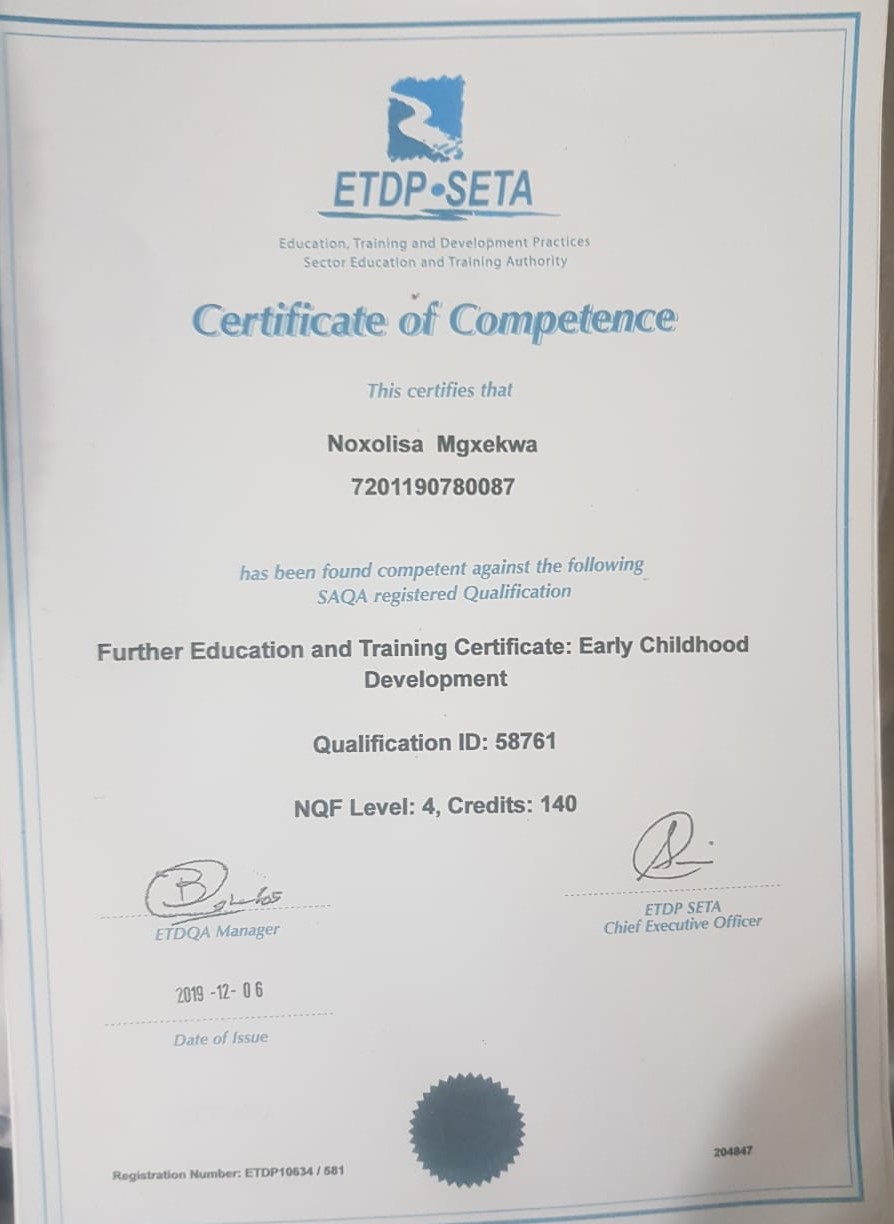 ETDP•SETA
Education, Training and Development Practices
Sector Education and Training Authority
Certificate of Competence
This certifies that
Noxolisa Mgxekwa
7201190780087
has been found competent against the following
SAQA registered Qualification
Further Education and Training Certificate: Early Childhood
Development
Qualification ID: 58761
NQF Level: 4, Credits: 140
ETDQA Manager
ETDP SETA
Chief Executive Officer
2019 -12- 06
Date of Issue
204847
Registration Number: ETDP10634 / 581